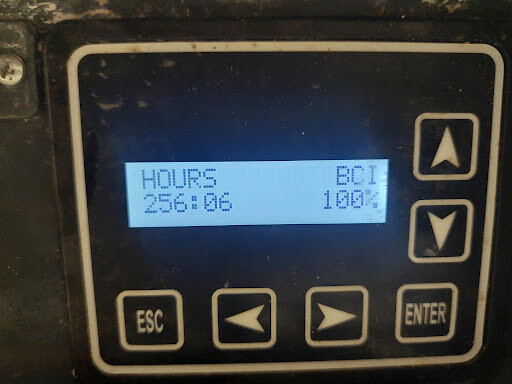 HOURS BCI
256:06 100%
ESC ENTER